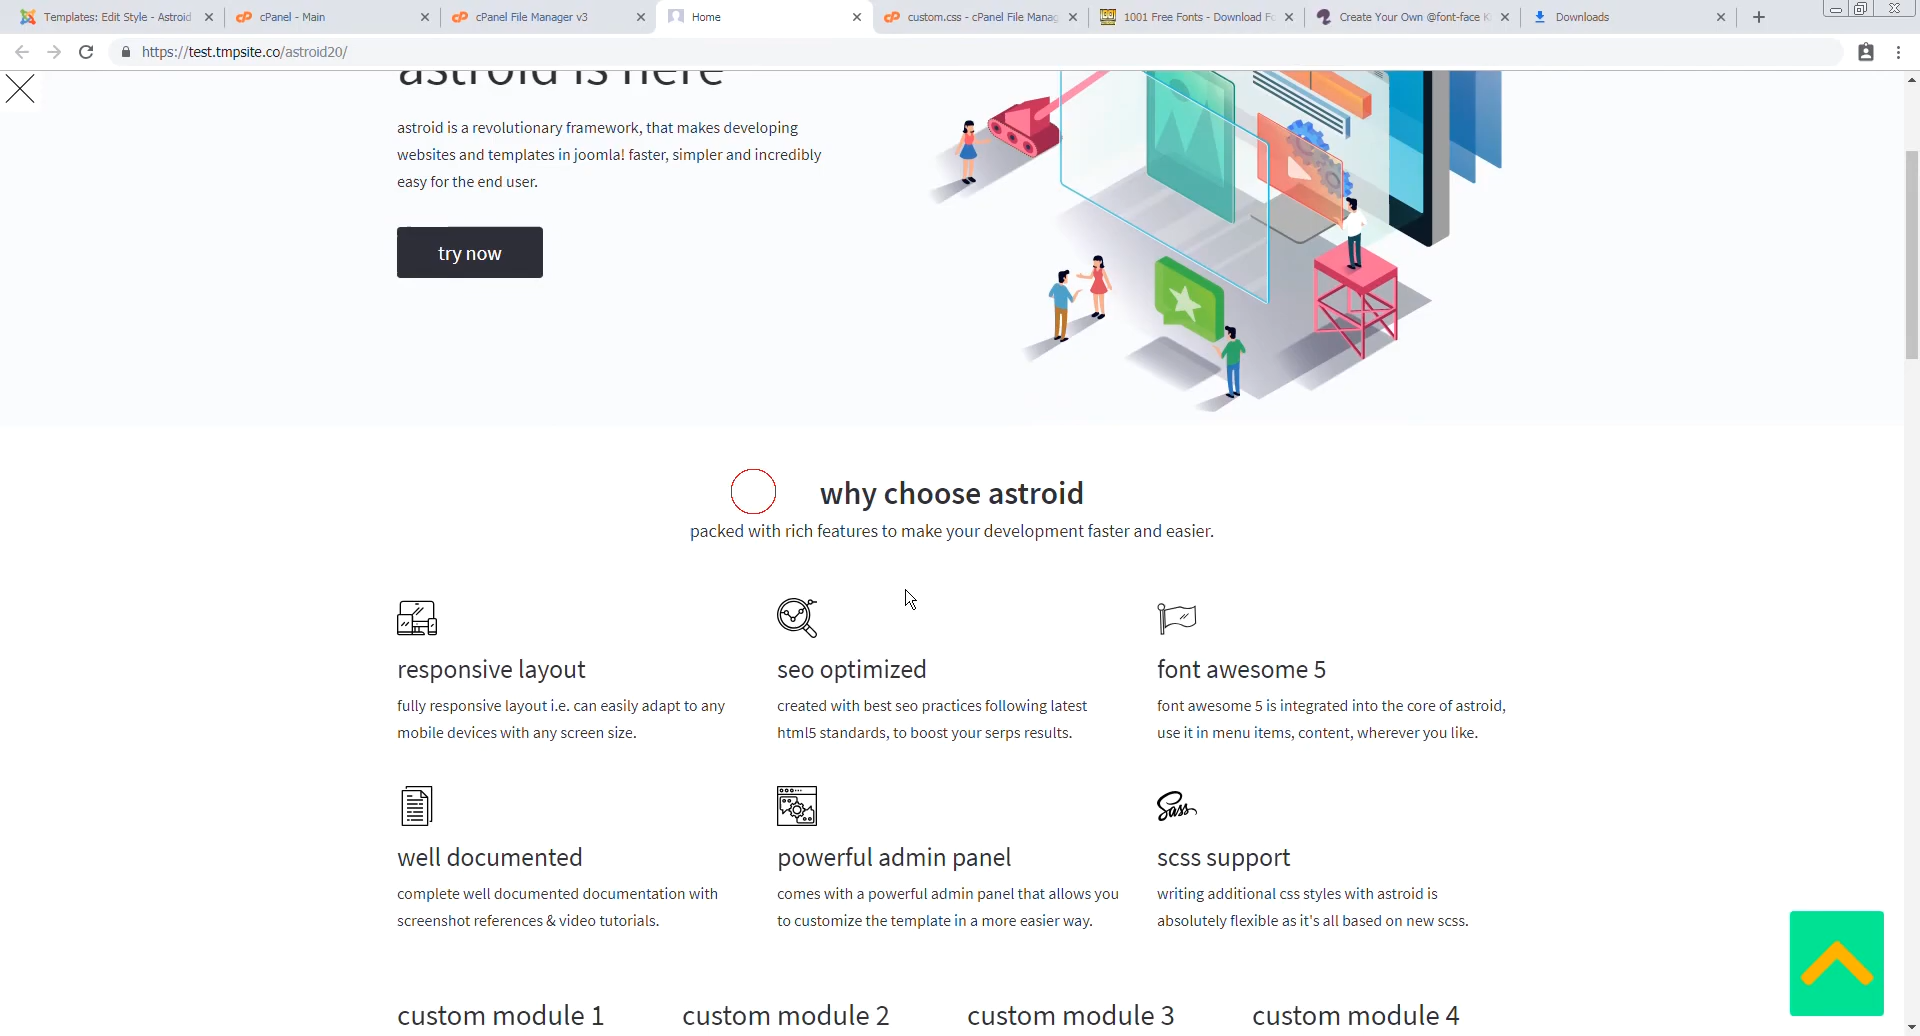 Templates: Edit Style - Astroid
cPanel - Main
cPanel File Manager v3
Home
custom.css - cPanel File Manag
1001 Free Fonts - Download Fo
Create Your Own @font-face K
Downloads
https://test.tmpsite.co/astroid20/
astroid is here
astroid is a revolutionary framework, that makes developing
websites and templates in joomla! faster, simpler and incredibly
easy for the end user.
try now
why choose astroid
packed with rich features to make your development faster and easier.
responsive layout
fully responsive layout i.e. can easily adapt to any
mobile devices with any screen size.
seo optimized
created with best seo practices following latest
html5 standards, to boost your serps results.
font awesome 5
font awesome 5 is integrated into the core of astroid,
use it in menu items, content, wherever you like.
well documented
complete well documented documentation with
screenshot references & video tutorials.
powerful admin panel
comes with a powerful admin panel that allows you
to customize the template in a more easier way.
Sass
scss support
writing additional css styles with astroid is
absolutely flexible as it's all based on new scss.
custom module 1
custom module 2
custom module 3
custom module 4